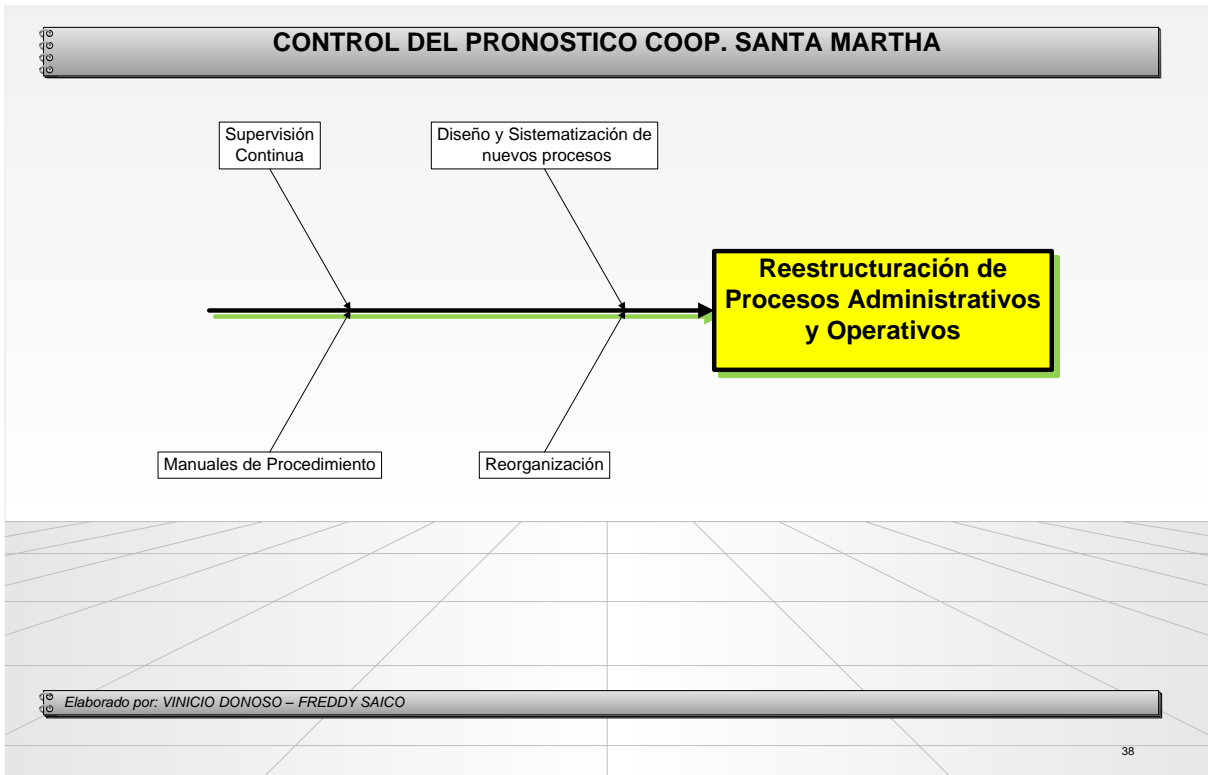 CONTROL DEL PRONOSTICO COOP. SANTA MARTHA
Supervisión
Continua
Diseño y Sistematización de
nuevos procesos
Reestructuración de
Procesos Administrativos
y Operativos
Manuales de Procedimiento
Reorganización
Elaborado por: VINICIO DONOSO – FREDDY SAICO
38